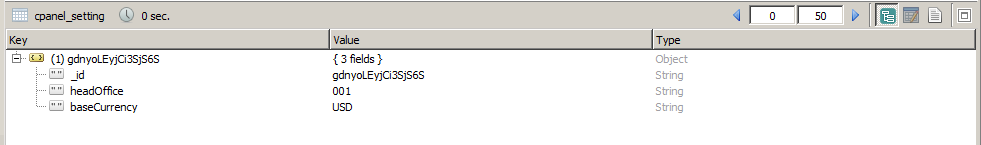 cpanel_setting 0 sec. 0 50
Key Value Type
(1) gdnyoLEyjCi3SjS6S { 3 fields } Object
_id gdnyoLEyjCi3SjS6S String
headOffice 001 String
baseCurrency USD String